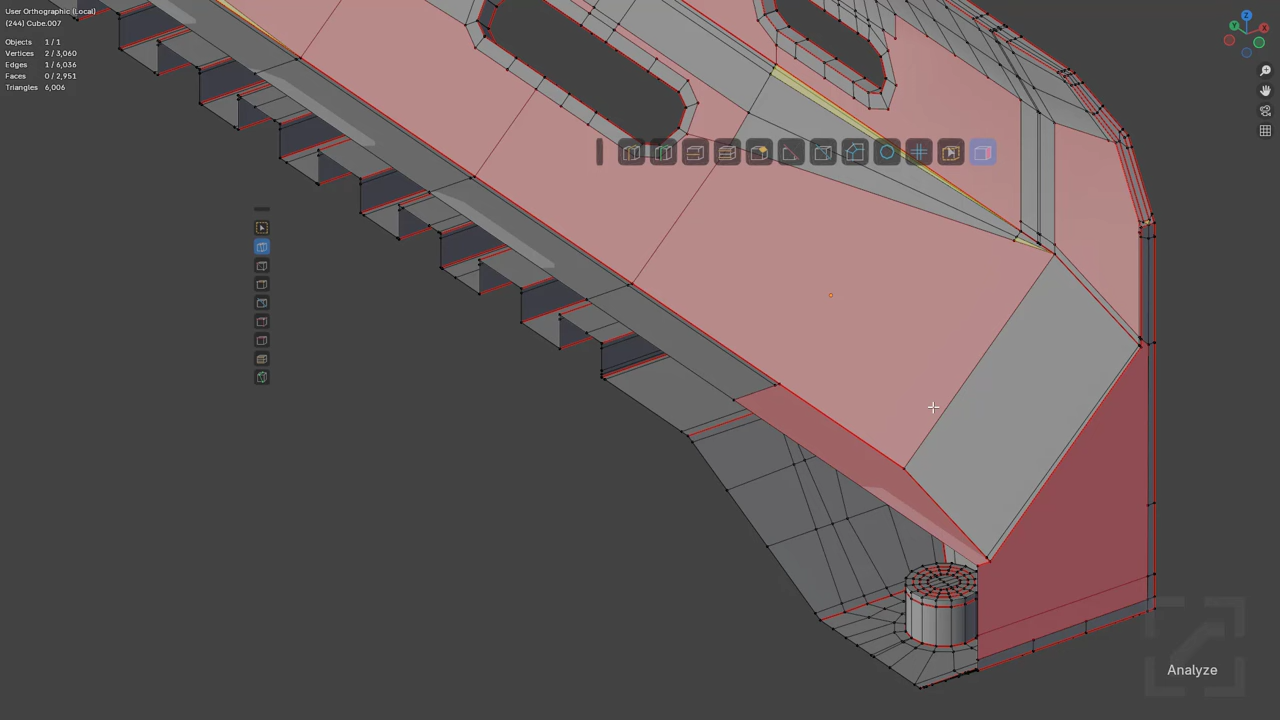 User Orthographic (Local)
(244) Cube.007
Objects 1 / 1
Vertices 2 / 3,060
Edges 1 / 6,036
Faces 0 / 2,951
Triangles 6,006
Z
Y
X
Analyze